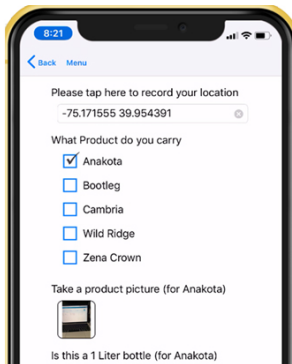 8:21
Back Menu
Please tap here to record your location
-75.171555 39.954391
What Product do you carry
Anakota
Bootleg
Cambria
Wild Ridge
Zena Crown
Take a product picture (for Anakota)
Is this a 1 Liter bottle (for Anakota)